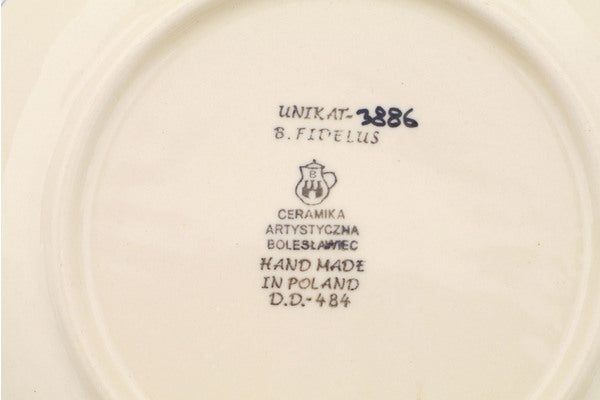 UNIKAT-3886
B. FIDELUS
B
CERAMIKA
ARTYSTYCZNA
BOLESŁAWIEC
HAND MADE
IN POLAND
D.D.-484